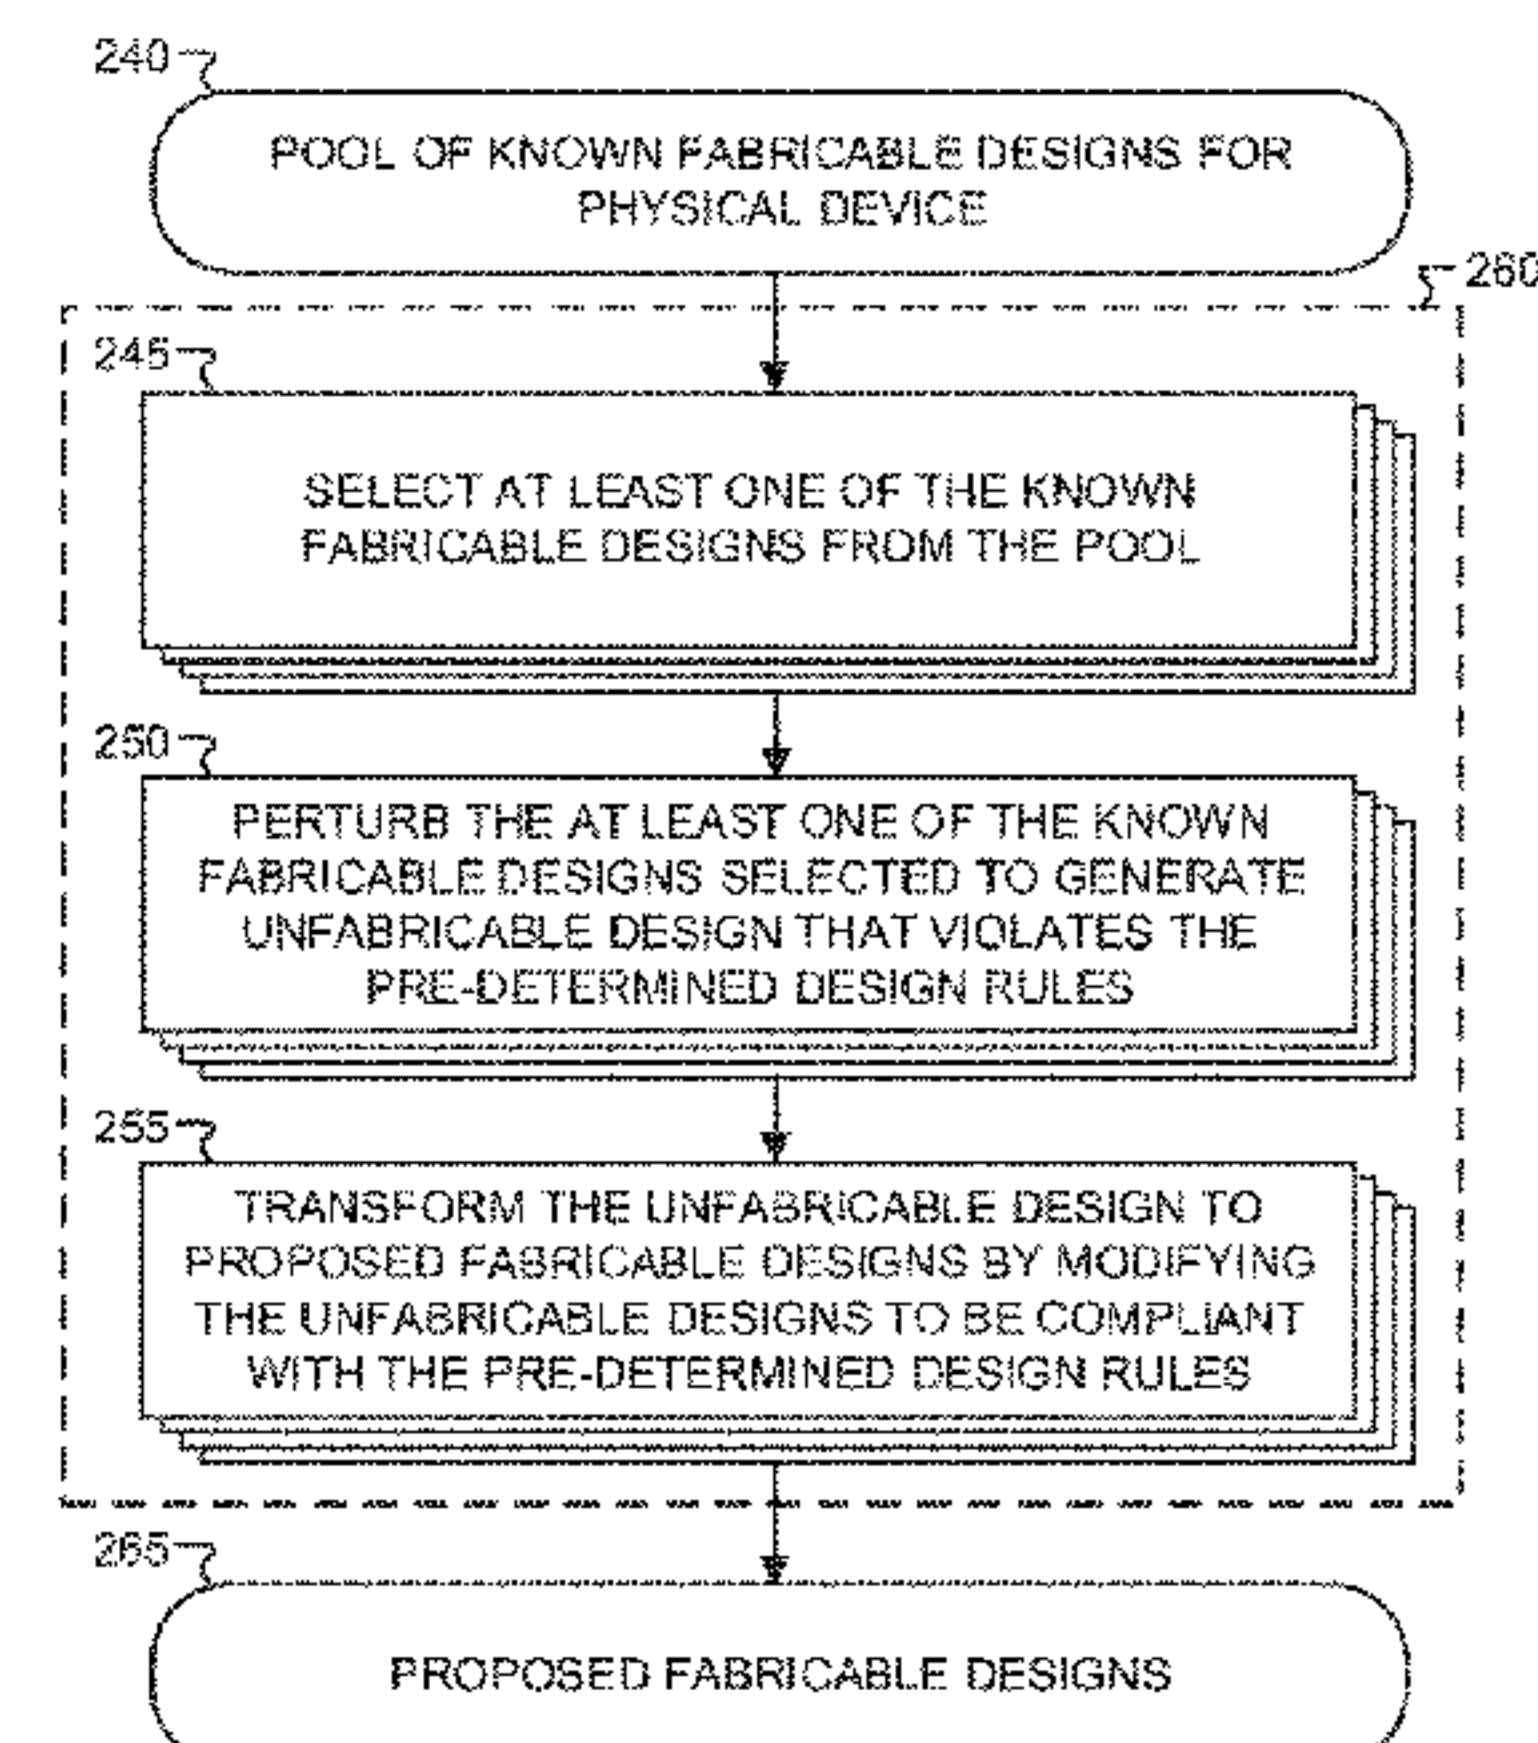 240
POOL OF KNOWN FABRICABLE DESIGNS FOR
PHYSICAL DEVICE
260
245
SELECT AT LEAST ONE OF THE KNOWN
FABRICABLE DESIGNS FROM THE POOL
250
PERTURB THE AT LEAST ONE OF THE KNOWN
FABRICABLE DESIGNS SELECTED TO GENERATE
UNFABRICABLE DESIGN THAT VIOLATES THE
PRE-DETERMINED DESIGN RULES
255
TRANSFORM THE UNFABRICABLE DESIGN TO
PROPOSED FABRICABLE DESIGNS BY MODIFYING
THE UNFABRICABLE DESIGNS TO BE COMPLIANT
WITH THE PRE-DETERMINED DESIGN RULES
265
PROPOSED FABRICABLE DESIGNS